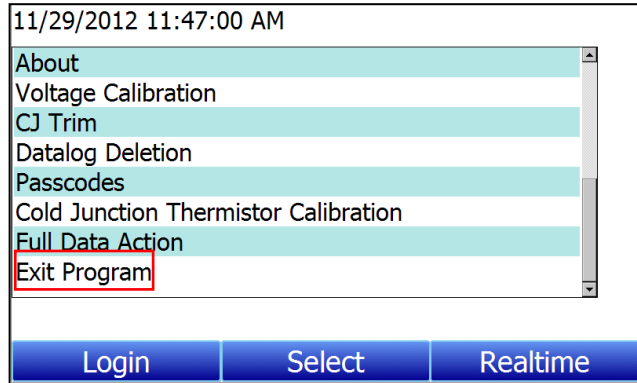 11/29/2012 11:47:00 AM
About
Voltage Calibration
CJ Trim
Datalog Deletion
Passcodes
Cold Junction Thermistor Calibration
Full Data Action
Exit Program
Login Select Realtime